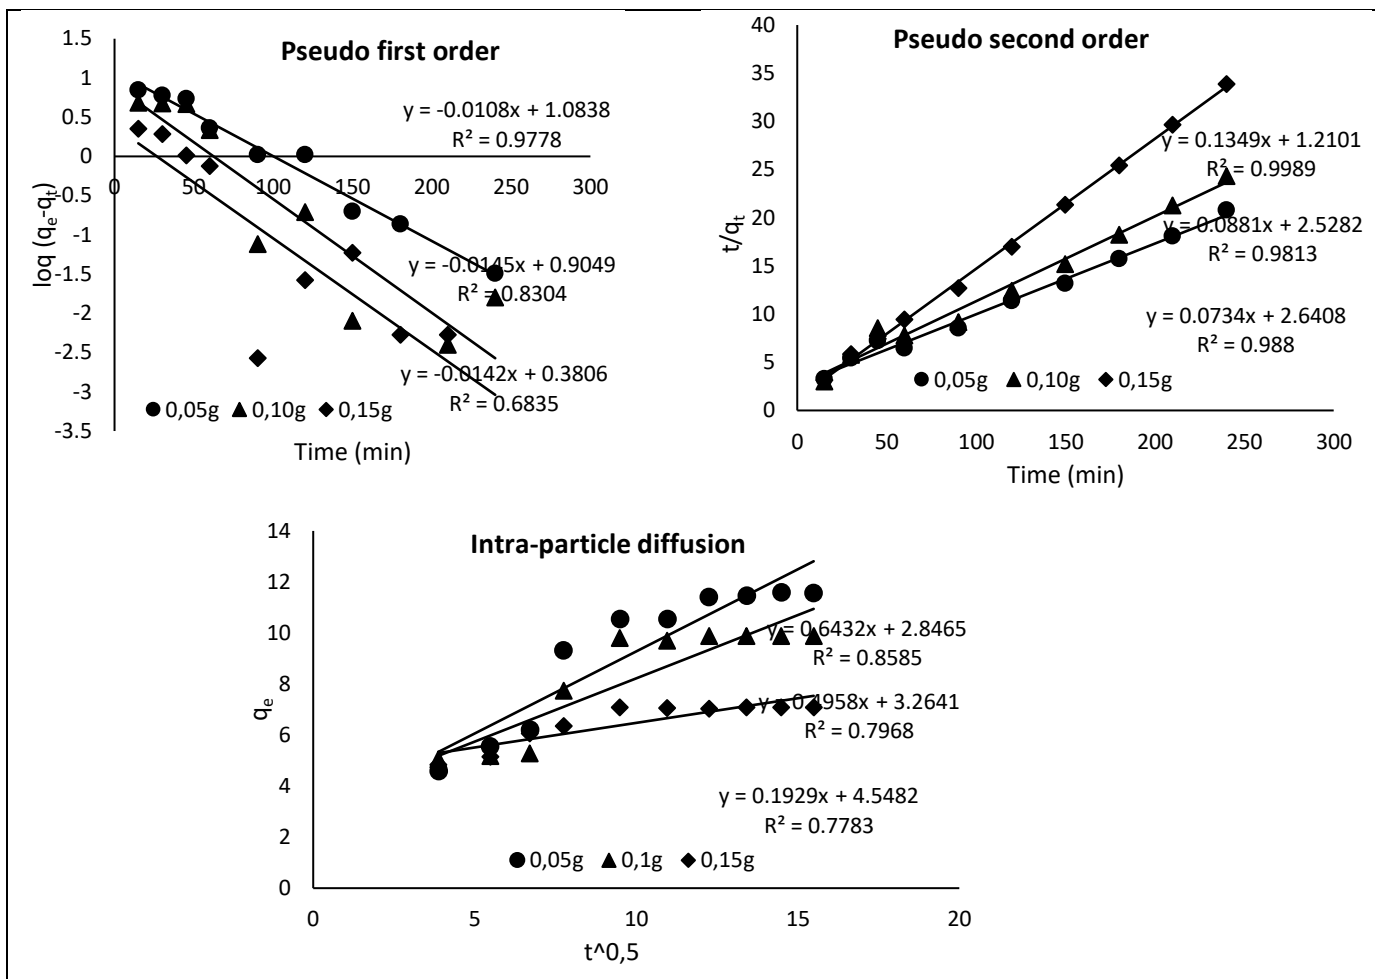 Pseudo first order
1.5
1
0.5
0
-0.5
-1
-1.5
-2
-2.5
-3
-3.5
loq (qe-qt)
0 50 100 150 200 250 300
Time (min)
y = -0.0108x + 1.0838
R² = 0.9778
y = -0.0145x + 0.9049
R² = 0.8304
y = -0.0142x + 0.3806
R² = 0.6835
0,05g 0,10g 0,15g
Pseudo second order
40
35
30
25
20
15
10
5
0
t/qt
0 50 100 150 200 250 300
Time (min)
y = 0.1349x + 1.2101
R² = 0.9989
y = 0.0881x + 2.5282
R² = 0.9813
y = 0.0734x + 2.6408
R² = 0.988
0,05g 0,10g 0,15g
Intra-particle diffusion
14
12
10
8
6
4
2
0
qe
0 5 10 15 20
t^0,5
y = 0.6432x + 2.8465
R² = 0.8585
y = 0.4958x + 3.2641
R² = 0.7968
y = 0.1929x + 4.5482
R² = 0.7783
0,05g 0,1g 0,15g